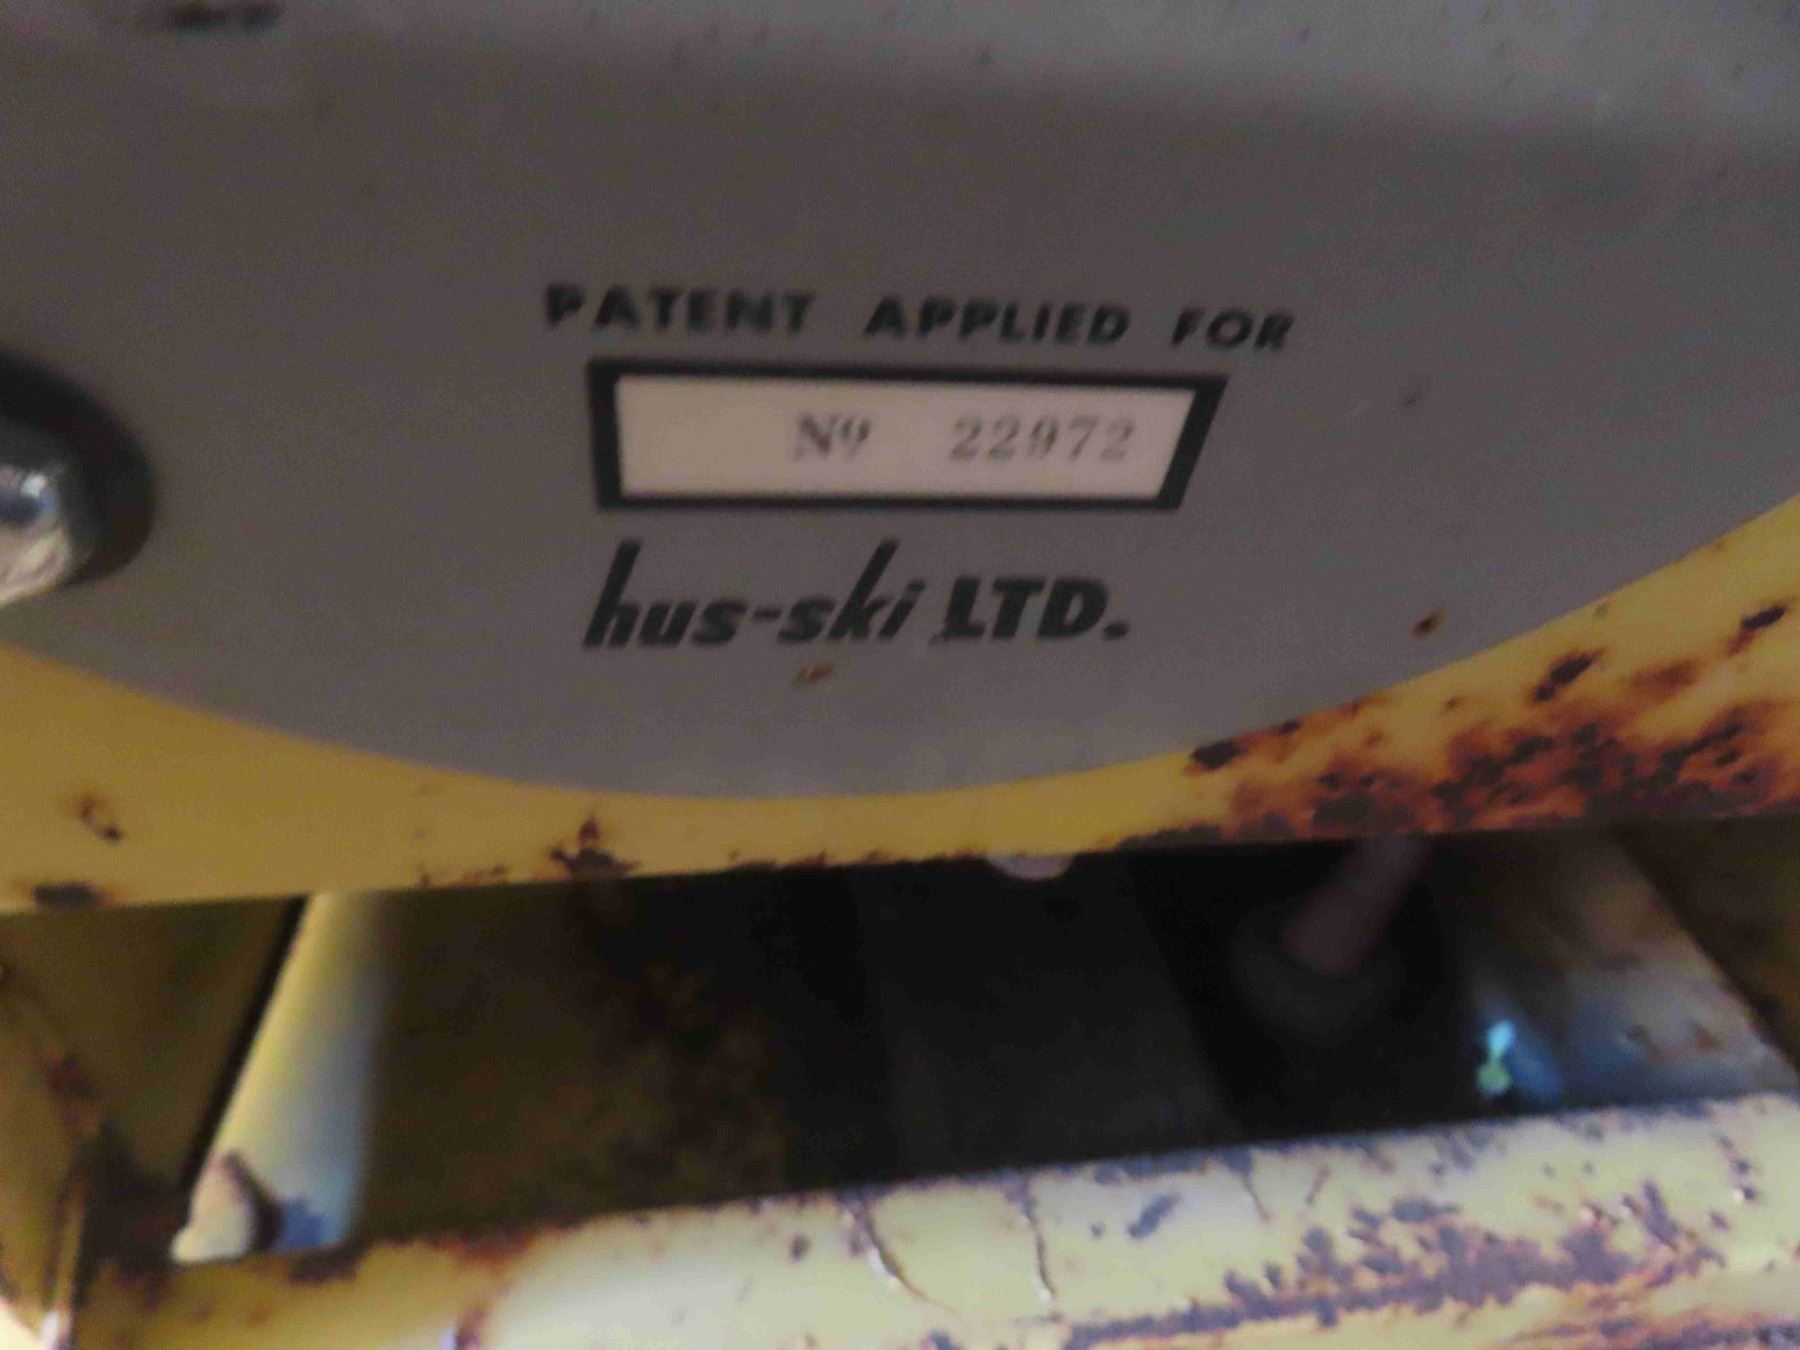 PATENT APPLIED FOR
Nº 22972
hus-ski LTD.